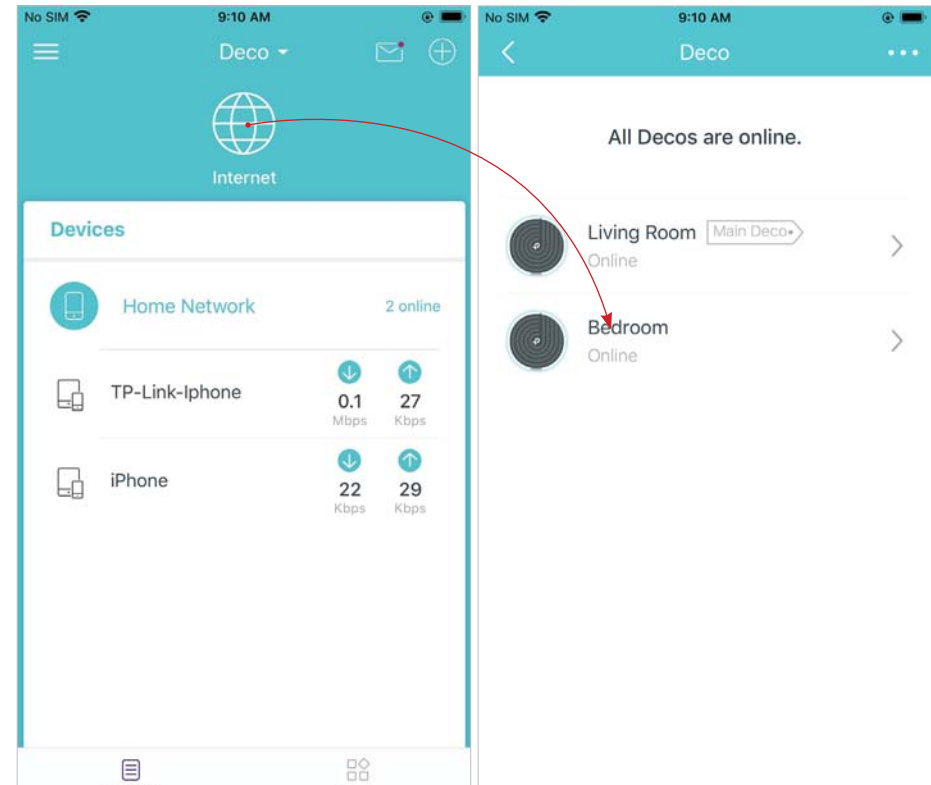 No SIM 9:10 AM
Deco
Internet
Devices
Home Network 2 online
TP-Link-Iphone
0.1 27
Mbps Kbps
iPhone
22 29
Kbps Kbps
No SIM 9:10 AM
Deco
All Decos are online.
Living Room Main Deco
Online
Bedroom
Online